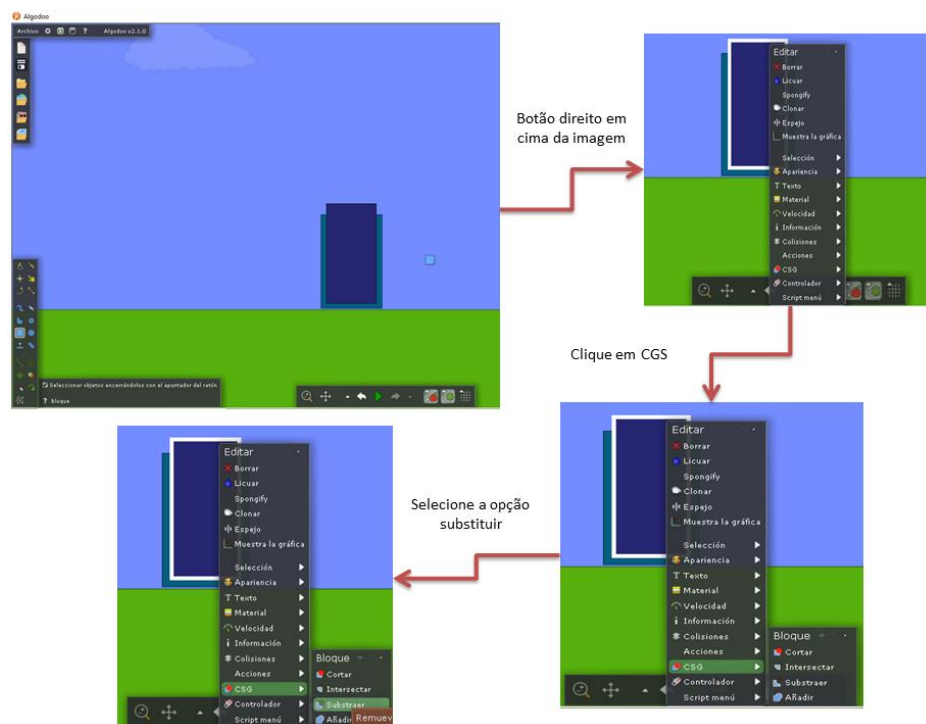 Algodoo
Archivo ? Algodoo v2.1.0
Seleccionar objetos encerrándolos con el apuntador del ratón
? Bloque
Botão direito em
cima da imagem
Editar
Borrar
Licuar
Spongify
Clonar
Espejo
Muestra la gráfica
Selección
Apariencia
Texto
Material
Velocidad
Información
Colisiones
Acciones
CSG
Controlador
Script menú
Clique em CGS
Editar
Borrar
Licuar
Spongify
Clonar
Espejo
Muestra la gráfica
Selección
Apariencia
Texto
Material
Velocidad
Información
Colisiones
Acciones
CSG
Controlador
Script menú
Bloque
Cortar
Intersectar
Substraer
Añadir
Selecione a opção
substituir
Editar
Borrar
Licuar
Spongify
Clonar
Espejo
Muestra la gráfica
Selección
Apariencia
Texto
Material
Velocidad
Información
Colisiones
Acciones
CSG
Controlador
Script menú
Bloque
Cortar
Intersectar
Substraer
Añadir
Remuev